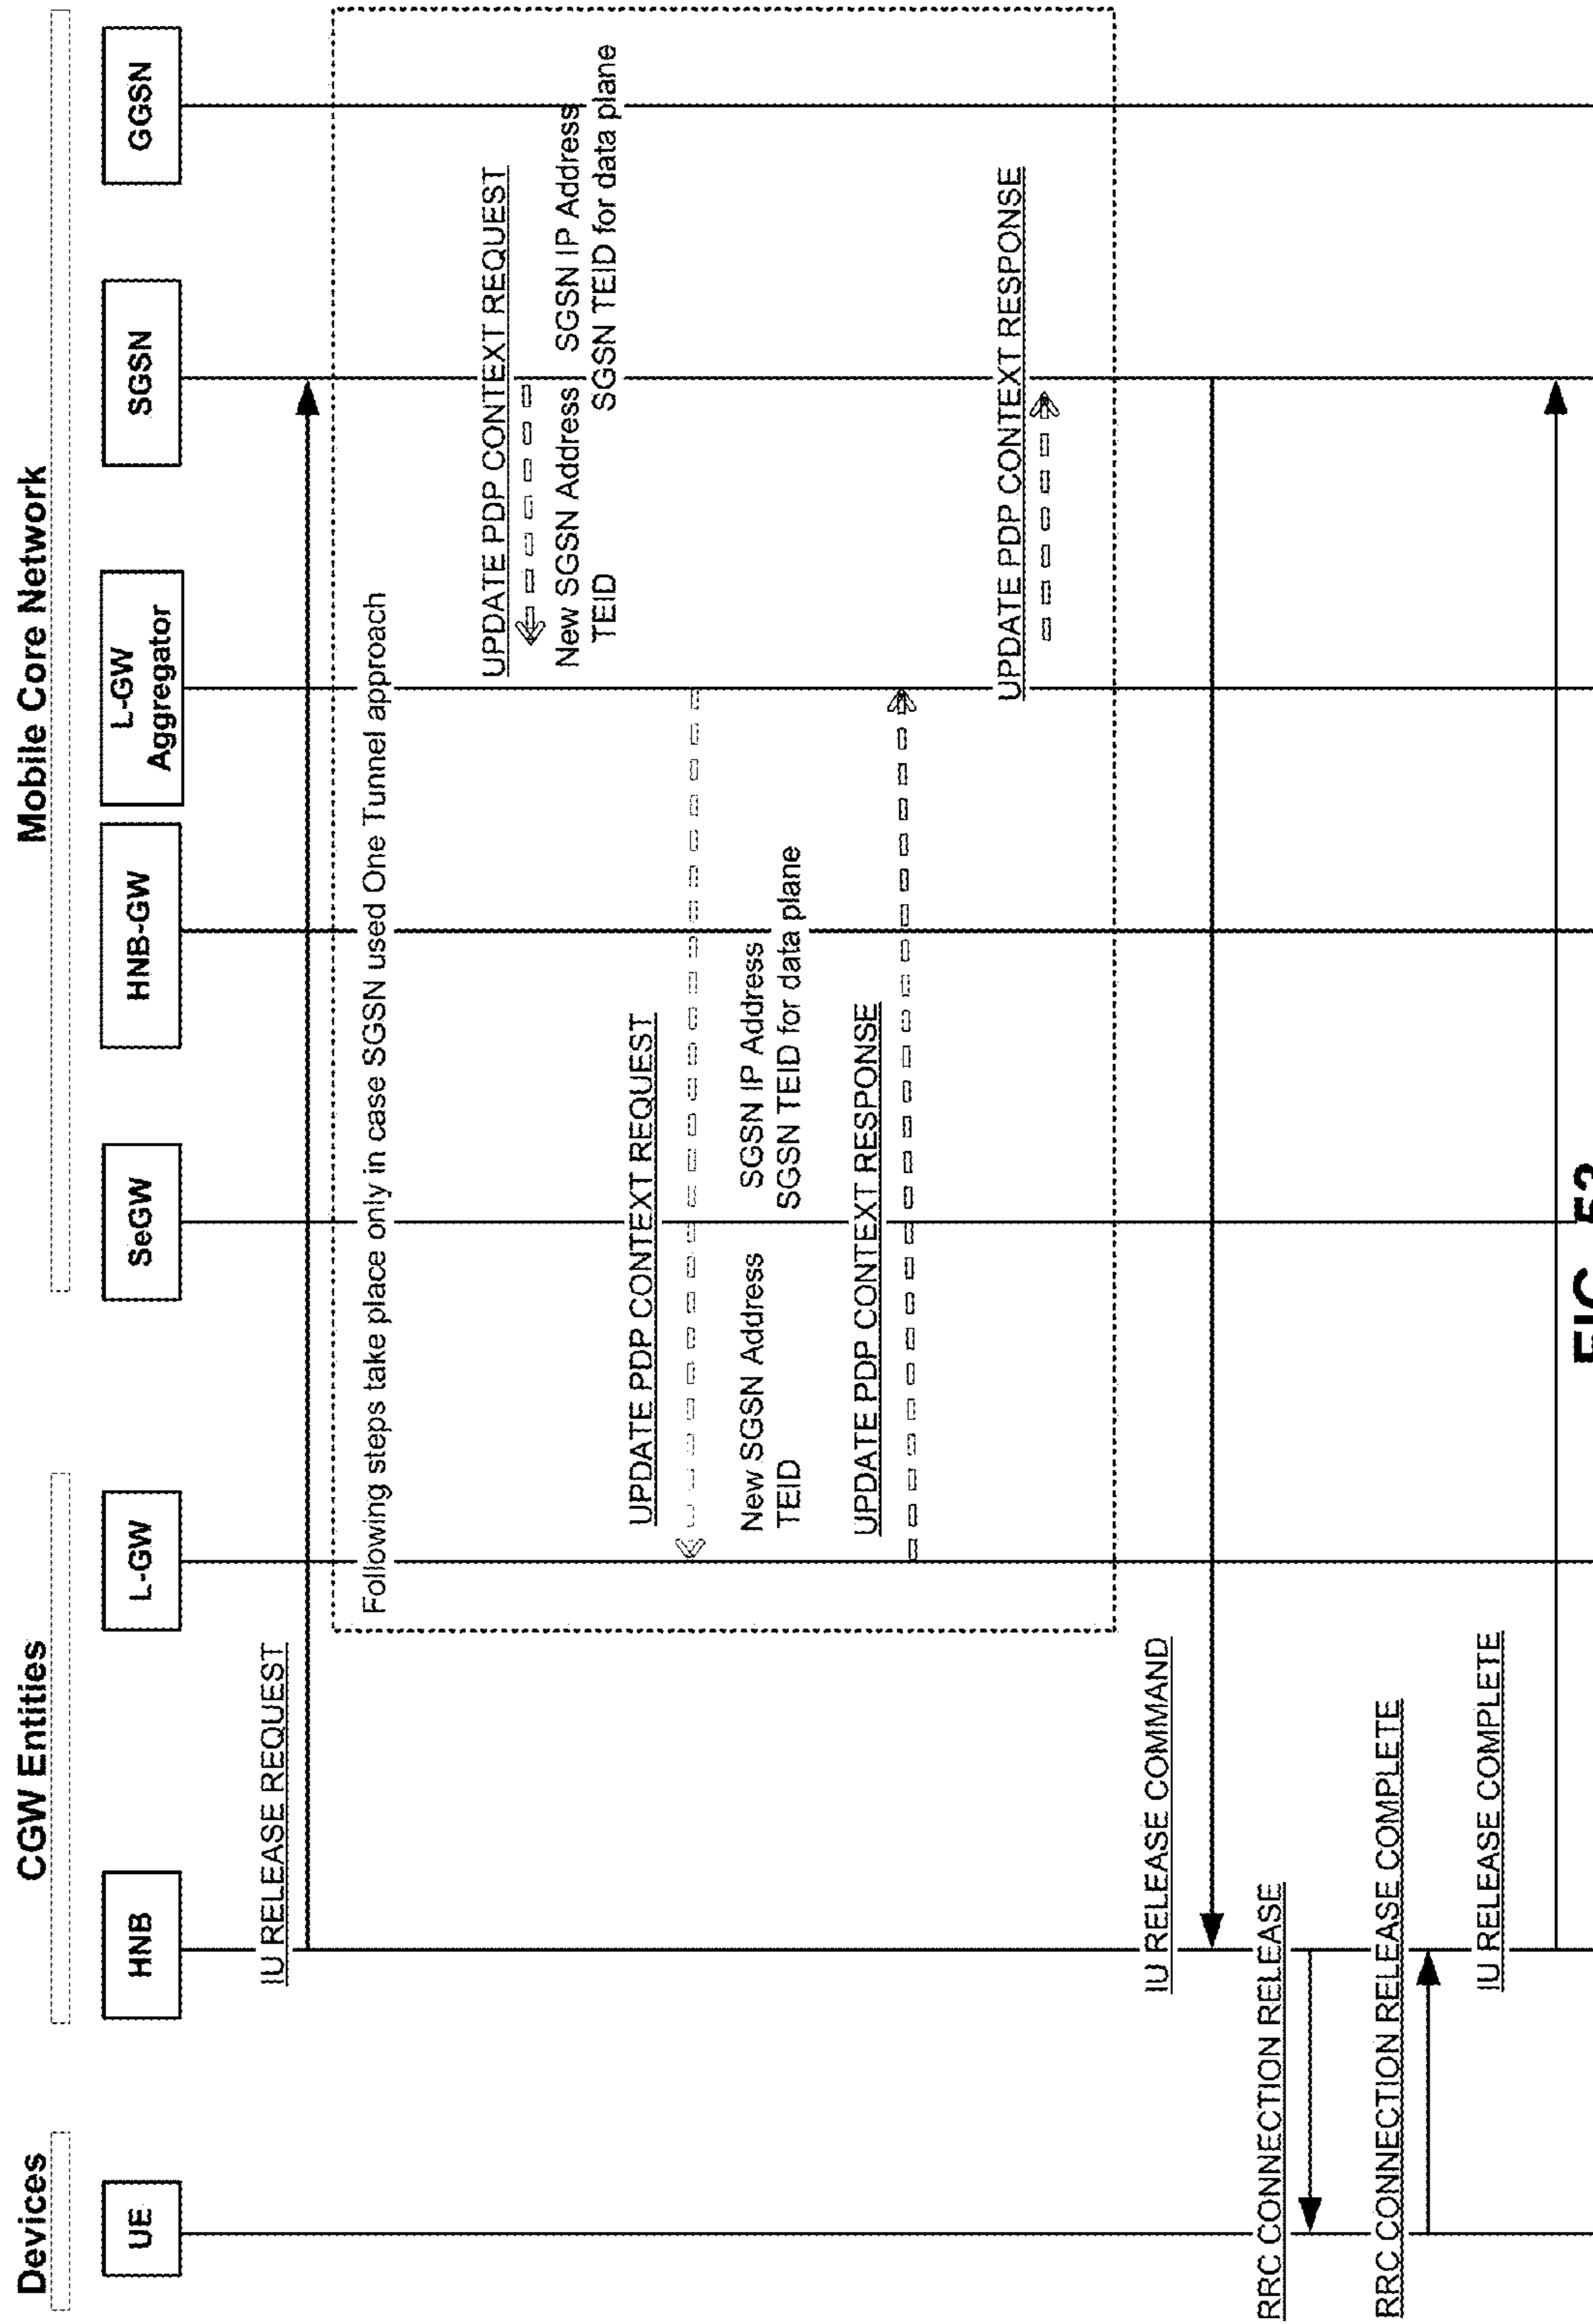 Devices
CGW Entities
Mobile Core Network
UE
HNB
L-GW
SeGW
HNB-GW
L-GW
Aggregator
SGSN
GGSN
IU RELEASE REQUEST
Following steps take place only in case SGSN used One Tunnel approach
UPDATE PDP CONTEXT REQUEST
New SGSN Address SGSN IP Address
TEID SGSN TEID for data plane
UPDATE PDP CONTEXT REQUEST
New SGSN Address SGSN IP Address
TEID SGSN TEID for data plane
UPDATE PDP CONTEXT RESPONSE
UPDATE PDP CONTEXT RESPONSE
IU RELEASE COMMAND
RRC CONNECTION RELEASE
RRC CONNECTION RELEASE COMPLETE
IU RELEASE COMPLETE